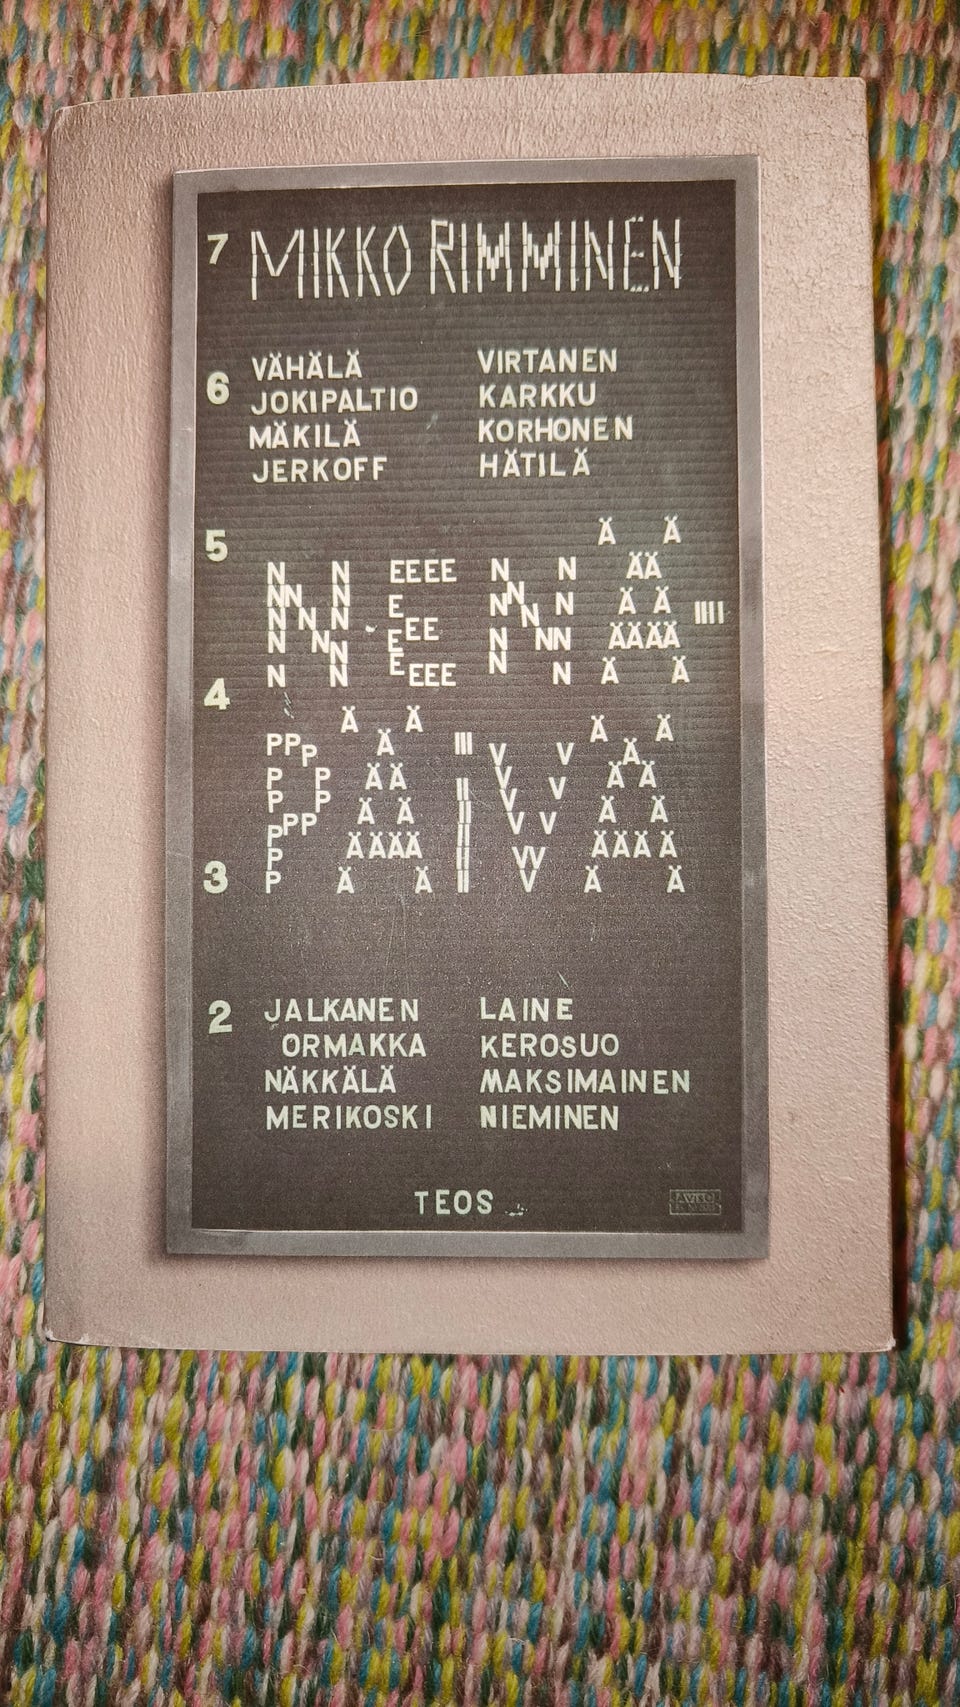 7 MIKKO RIMMINEN
6
VÄHÄLÄ VIRTANEN
JOKIPALTIO KARKKU
MÄKILÄ KORHONEN
JERKOFF HÄTILÄ
5
NENÄ-
4
PÄIVÄ
3
2 JALKANEN LAINE
ORMAKKA KEROSUO
NÄKKÄLÄ MAKSIMAINEN
MERIKOSKI NIEMINEN
TEOS